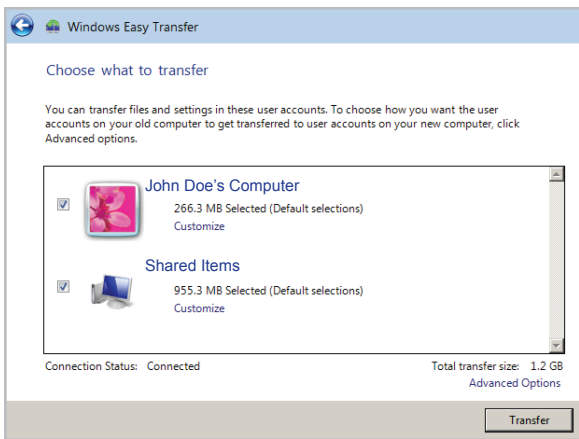 Windows Easy Transfer
Choose what to transfer
You can transfer files and settings in these user accounts. To choose how you want the user
accounts on your old computer to get transferred to user accounts on your new computer, click
Advanced options.
John Doe's Computer
266.3 MB Selected (Default selections)
Customize
Shared Items
955.3 MB Selected (Default selections)
Customize
Connection Status: Connected
Total transfer size: 1.2 GB
Advanced Options
Transfer